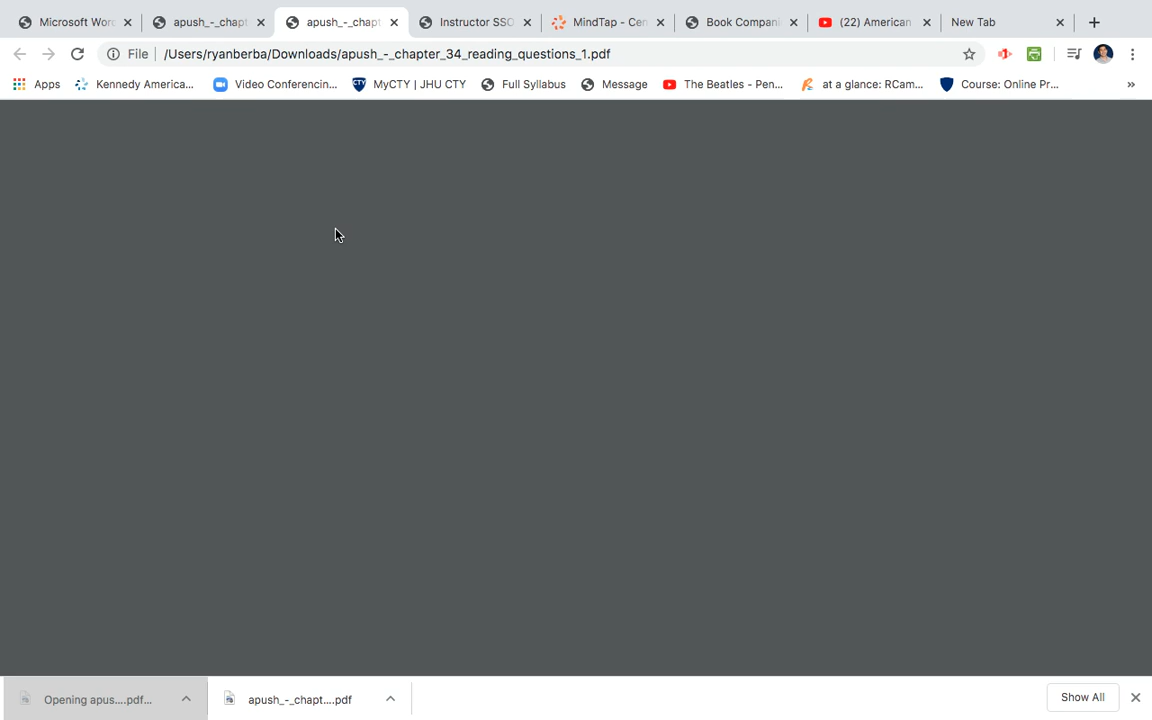 Microsoft Word apush_-_chapt apush_-_chapt Instructor SSO MindTap - Cen Book Compani (22) American New Tab
File /Users/ryanberba/Downloads/apush_-_chapter_34_reading_questions_1.pdf
Apps Kennedy America... Video Conferencin... MyCTY | JHU CTY Full Syllabus Message The Beatles - Pen... at a glance: RCam... Course: Online Pr... »
Opening apus....pdf... apush_-_chapt....pdf Show All